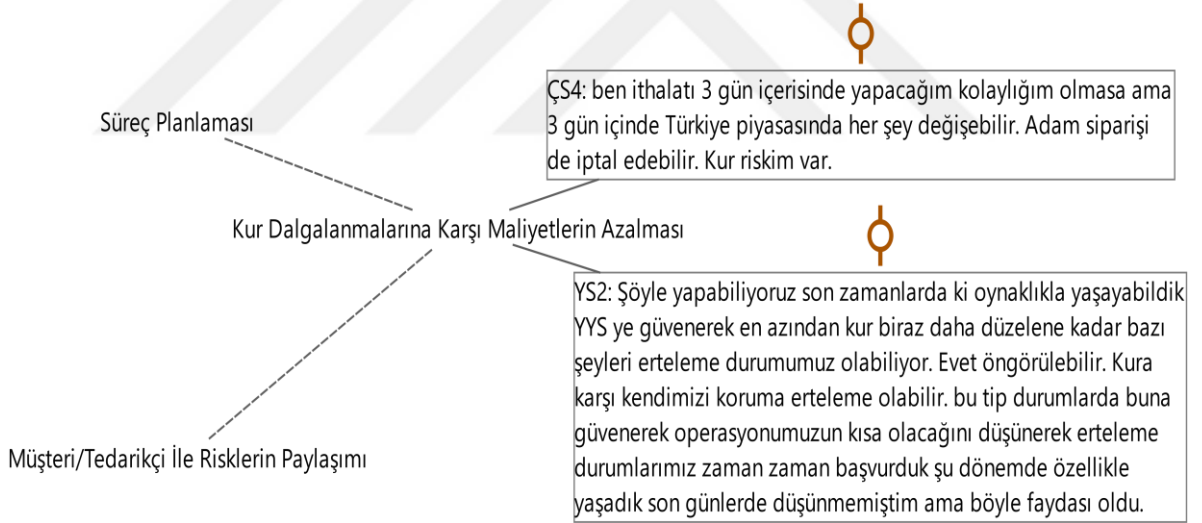 ÇS4: ben ithalatı 3 gün içerisinde yapacağım kolaylığım olmasa ama
3 gün içinde Türkiye piyasasında her şey değişebilir. Adam siparişi
de iptal edebilir. Kur riskim var.
Süreç Planlaması
Kur Dalgalanmalarına Karşı Maliyetlerin Azalması
YS2: Şöyle yapabiliyoruz son zamanlarda ki oynaklıkla yaşayabildik
YYS ye güvenerek en azından kur biraz daha düzelene kadar bazı
şeyleri erteleme durumumuz olabiliyor. Evet öngörülebilir. Kura
karşı kendimizi koruma erteleme olabilir. bu tip durumlarda buna
güvenerek operasyonumuzun kısa olacağını düşünerek erteleme
durumlarımız zaman zaman başvurduk şu dönemde özellikle
yaşadık son günlerde düşünmemiştim ama böyle faydası oldu.
Müşteri/Tedarikçi İle Risklerin Paylaşımı